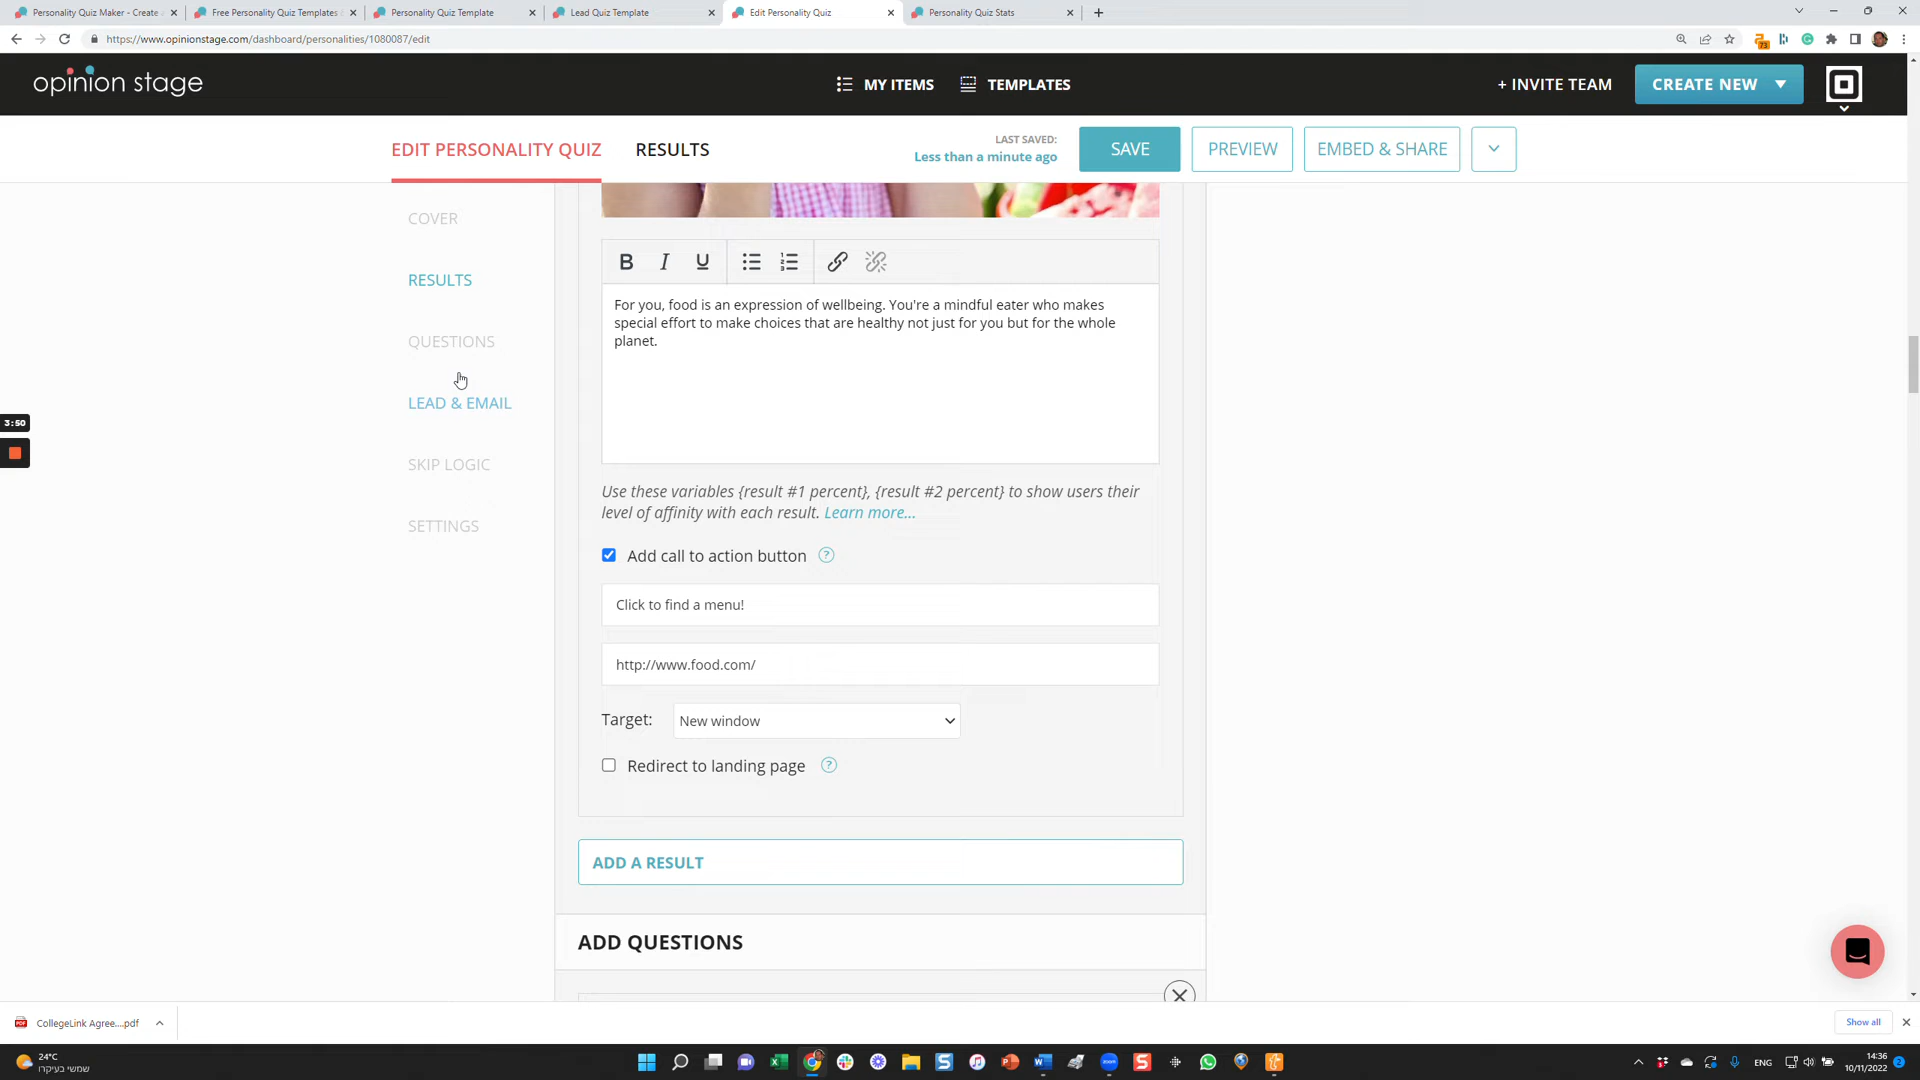 Personality Quiz Maker - Create
Free Personality Quiz Templates
Personality Quiz Template
Lead Quiz Template
Edit Personality Quiz
Personality Quiz Stats
https://www.opinionstage.com/dashboard/personalities/1080087/edit
73
opinion stage
MY ITEMS
TEMPLATES
+ INVITE TEAM
CREATE NEW
EDIT PERSONALITY QUIZ
RESULTS
LAST SAVED:
Less than a minute ago
SAVE
PREVIEW
EMBED & SHARE
COVER
RESULTS
QUESTIONS
LEAD & EMAIL
SKIP LOGIC
SETTINGS
3:50
B I U
For you, food is an expression of wellbeing. You're a mindful eater who makes
special effort to make choices that are healthy not just for you but for the whole
planet.
Use these variables {result #1 percent}, {result #2 percent} to show users their
level of affinity with each result. Learn more...
Add call to action button ?
Click to find a menu!
http://www.food.com/
Target: New window
Redirect to landing page ?
ADD A RESULT
ADD QUESTIONS
CollegeLink Agree....pdf
Show all
24°C
שמשי בעיקרו
ENG
14:36
10/11/2022